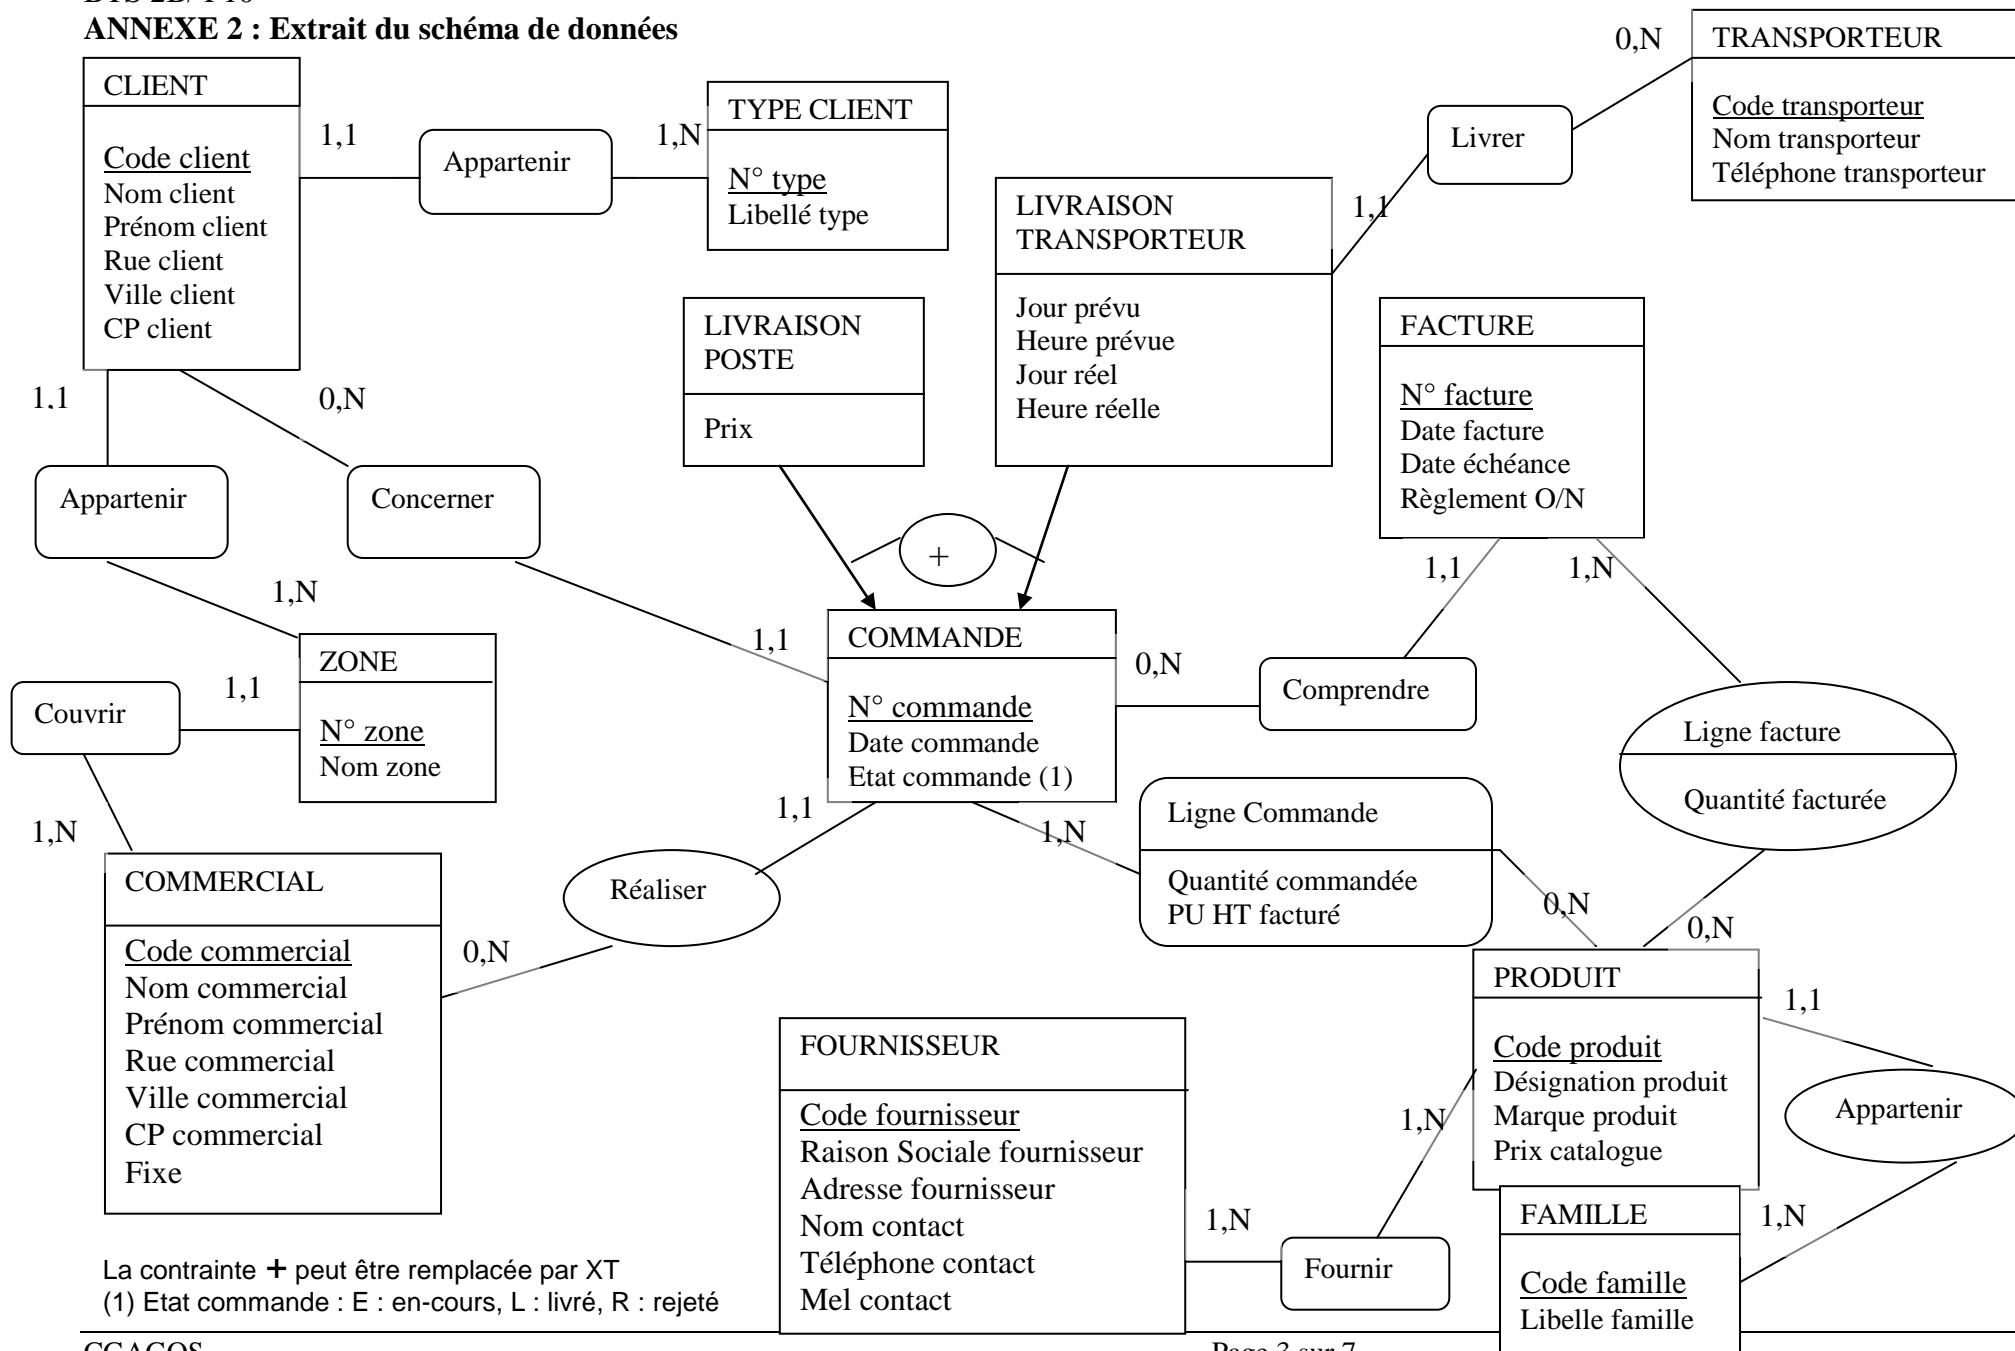 ANNEXE 2 : Extrait du schéma de données
CLIENT
Code client
Nom client
Prénom client
Rue client
Ville client
CP client
1,1
Appartenir
1,N
TYPE CLIENT
N° type
Libellé type
LIVRAISON
TRANSPORTEUR
Jour prévu
Heure prévue
Jour réel
Heure réelle
1,1
Livrer
0,N
TRANSPORTEUR
Code transporteur
Nom transporteur
Téléphone transporteur
LIVRAISON
POSTE
Prix
FACTURE
N° facture
Date facture
Date échéance
Règlement O/N
1,1
0,N
Appartenir
Concerner
+
1,1
1,N
1,N
1,1
ZONE
N° zone
Nom zone
Couvrir
1,1
1,N
COMMANDE
N° commande
Date commande
Etat commande (1)
0,N
Comprendre
Ligne facture
Quantité facturée
1,1
1,N
Ligne Commande
Quantité commandée
PU HT facturé
0,N
0,N
COMMERCIAL
Code commercial
Nom commercial
Prénom commercial
Rue commercial
Ville commercial
CP commercial
Fixe
Réaliser
0,N
FOURNISSEUR
Code fournisseur
Raison Sociale fournisseur
Adresse fournisseur
Nom contact
Téléphone contact
Mel contact
PRODUIT
Code produit
Désignation produit
Marque produit
Prix catalogue
1,1
Appartenir
1,N
1,N
Fournir
FAMILLE
Code famille
Libelle famille
1,N
La contrainte + peut être remplacée par XT
(1) Etat commande : E : en-cours, L : livré, R : rejeté
CGACOS
Page 3 sur 7